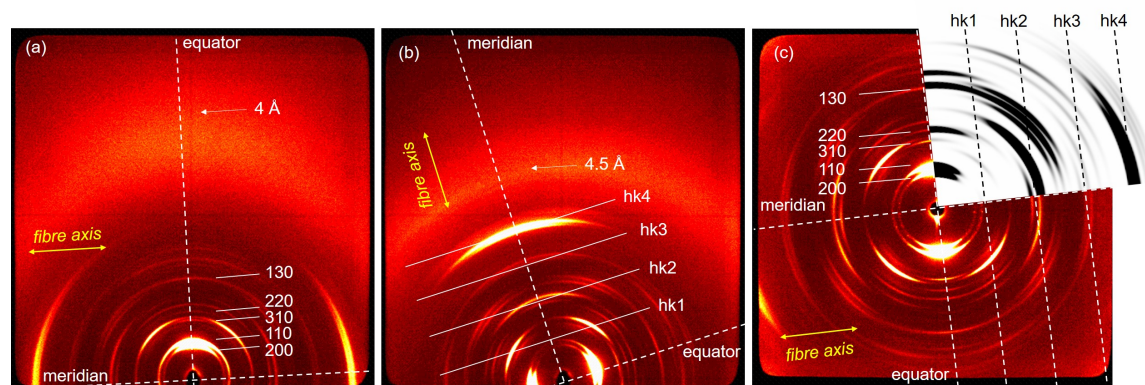 (a)
equator
4 Å
fibre axis
130
220
310
110
200
meridian
(b)
meridian
fibre axis
4.5 Å
hk4
hk3
hk2
hk1
equator
(c)
hk1
hk2
hk3
hk4
130
220
310
110
200
meridian
fibre axis
equator